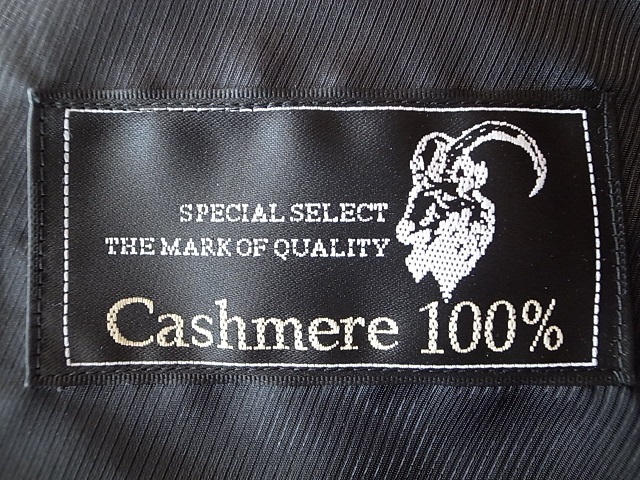 SPECIAL SELECT
THE MARK OF QUALITY
Cashmere 100%